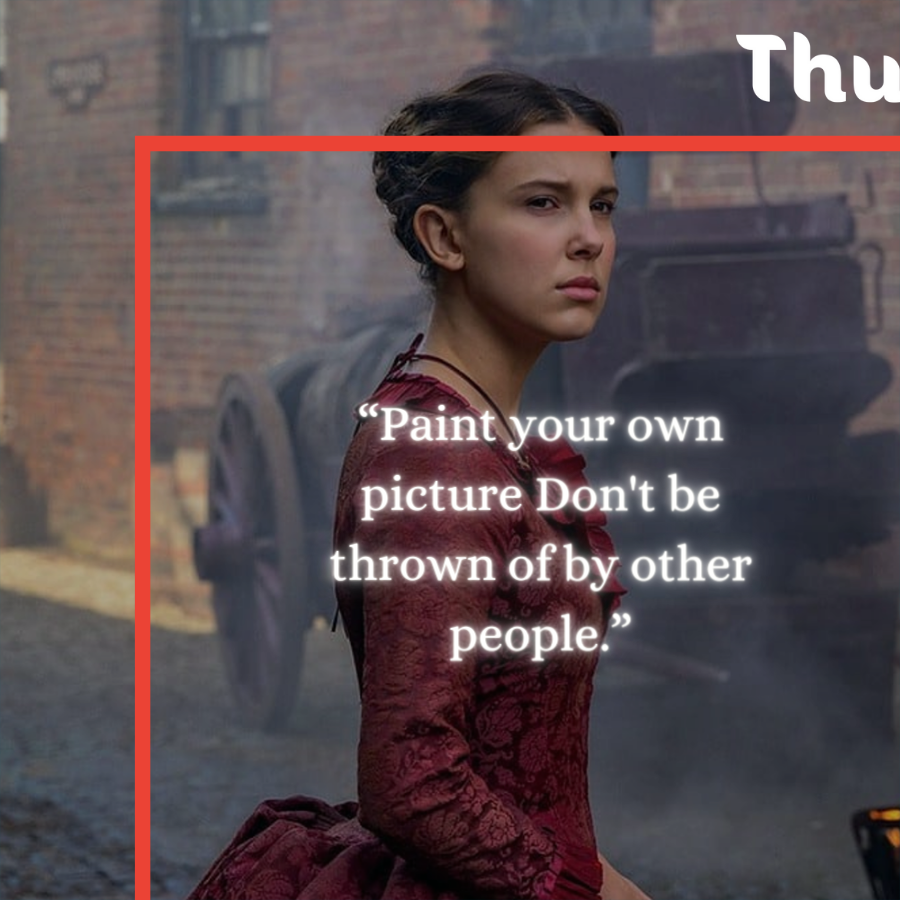 Thu
“Paint your own
picture Don't be
thrown of by other
people.”